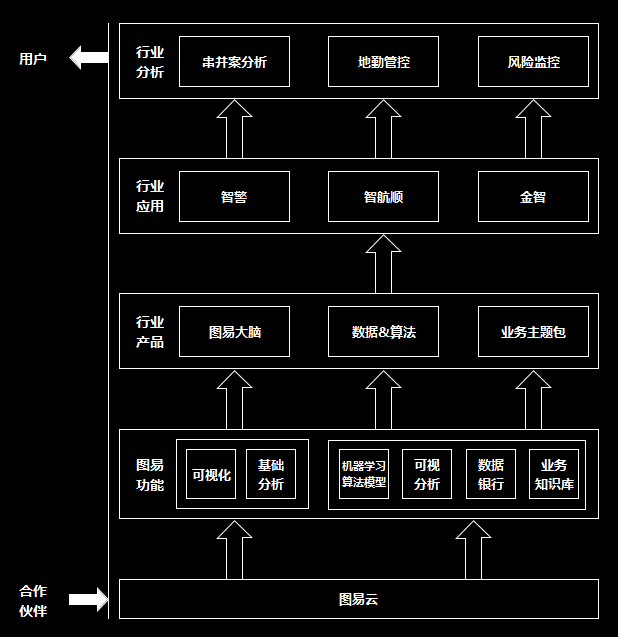 用户
行业
分析
串并案分析
地勤管控
风险监控
行业
应用
智警
智航顺
金智
行业
产品
图易大脑
数据&算法
业务主题包
图易
功能
可视化
基础
分析
机器学习
算法模型
可视
分析
数据
银行
业务
知识库
合作
伙伴
图易云